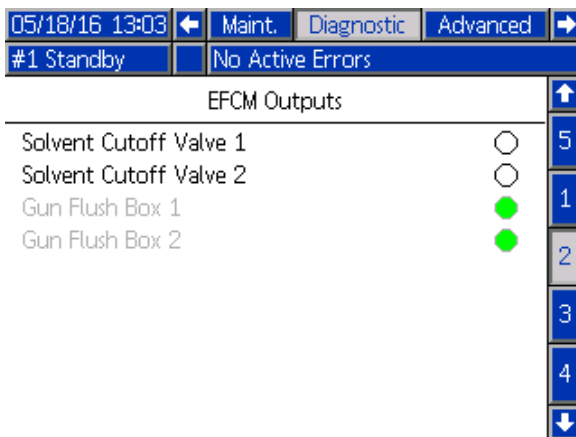 05/18/16 13:03 Maint. Diagnostic Advanced
#1 Standby No Active Errors
EFCM Outputs
Solvent Cutoff Valve 1
Solvent Cutoff Valve 2
Gun Flush Box 1
Gun Flush Box 2
5
1
2
3
4